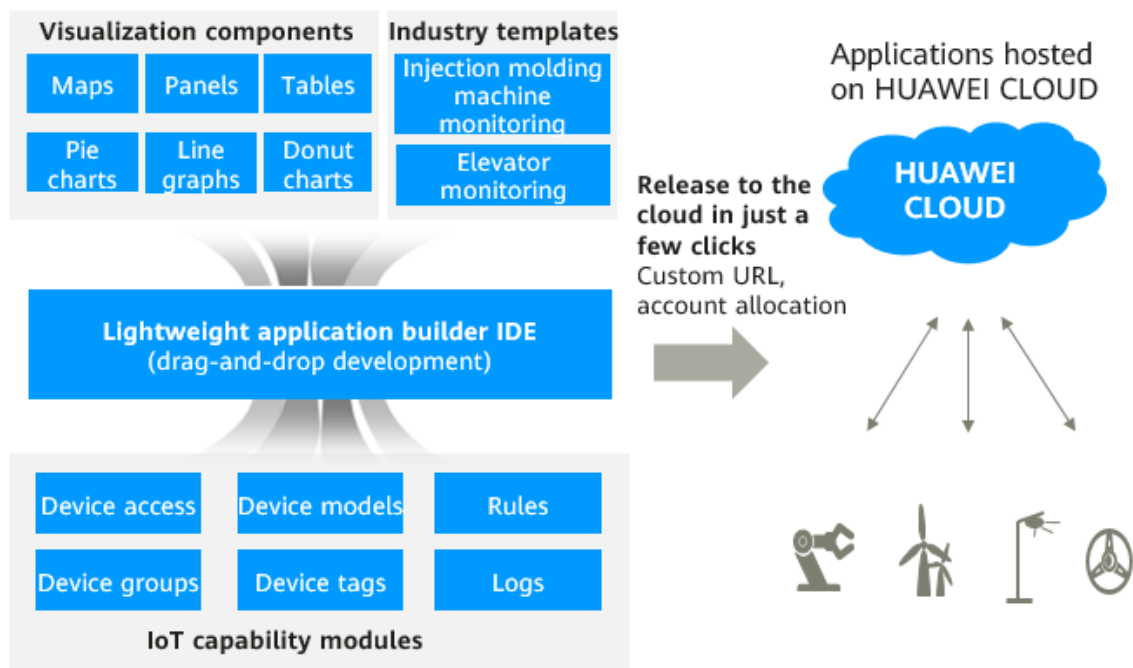 Visualization components
Maps
Panels
Tables
Pie
charts
Line
graphs
Donut
charts
Industry templates
Injection molding
machine
monitoring
Elevator
monitoring
Lightweight application builder IDE
(drag-and-drop development)
Device access
Device models
Rules
Device groups
Device tags
Logs
IoT capability modules
Release to the
cloud in just a
few clicks
Custom URL,
account allocation
Applications hosted
on HUAWEI CLOUD
HUAWEI
CLOUD